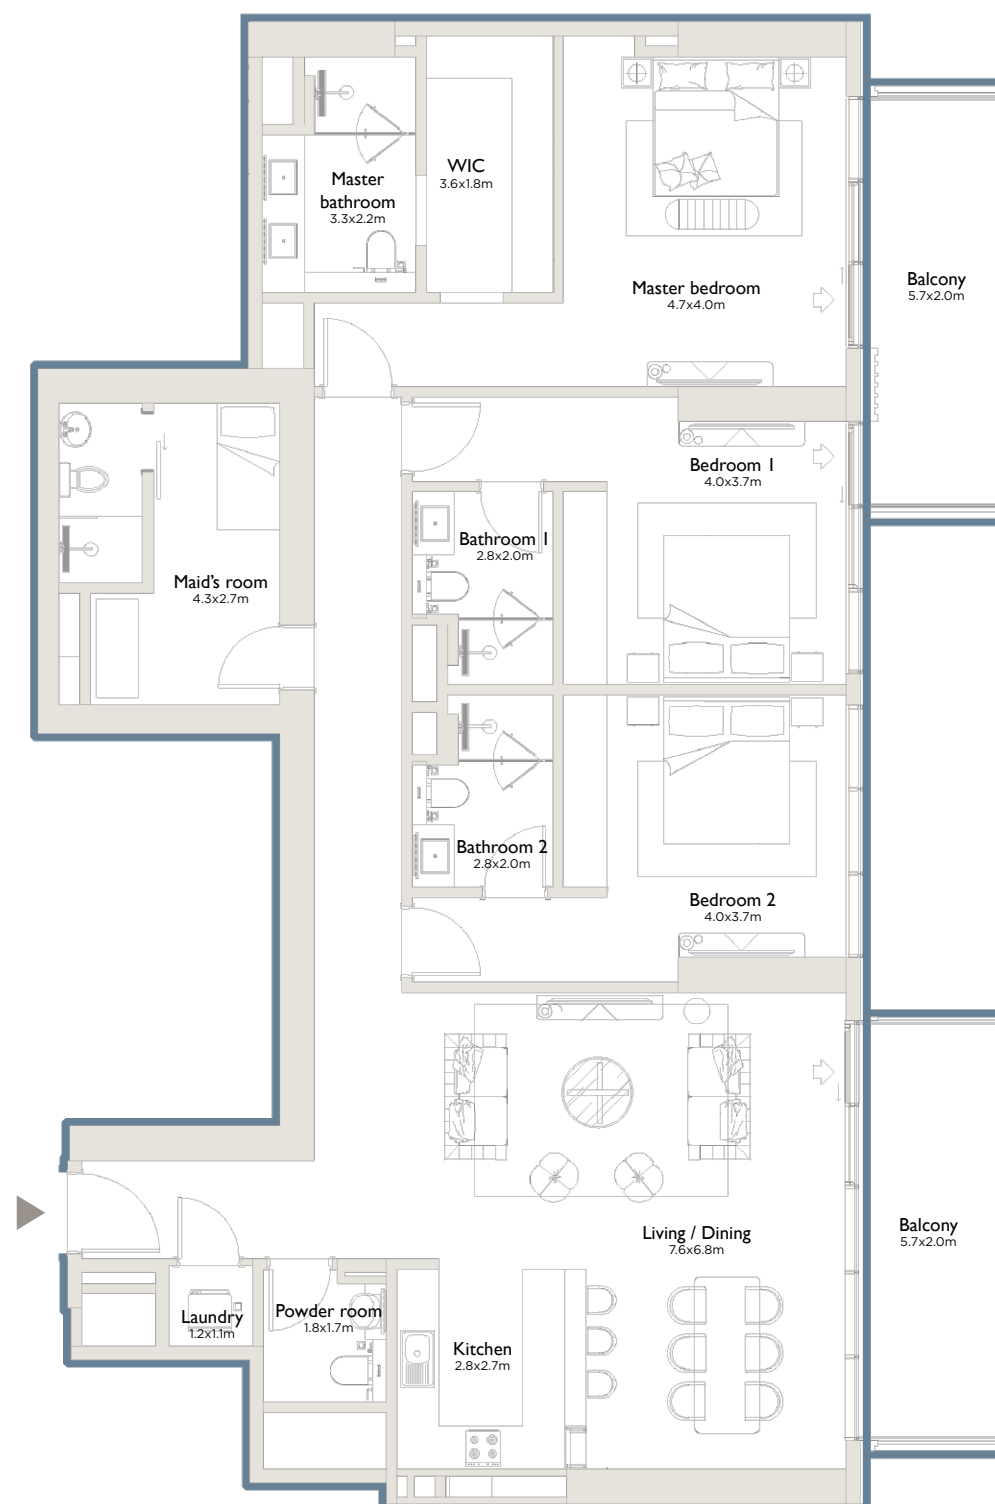 WIC
3.6x1.8m
Master
bathroom
3.3x2.2m
Master bedroom
4.7x4.0m
Balcony
5.7x2.0m
Bedroom 1
4.0x3.7m
Bathroom 1
2.8x2.0m
Maid's room
4.3x2.7m
Bathroom 2
2.8x2.0m
Bedroom 2
4.0x3.7m
Living / Dining
7.6x6.8m
Balcony
5.7x2.0m
Laundry
1.2x1.1m
Powder room
1.8x1.7m
Kitchen
2.8x2.7m